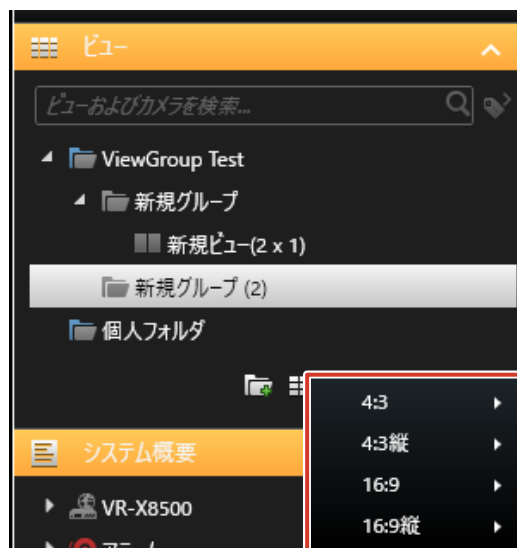 ビュー
ビューおよびカメラを検索...
ViewGroup Test
新規グループ
新規ビュー(2 x 1)
新規グループ (2)
個人フォルダ
4:3
4:3縦
16:9
16:9縦
システム概要
VR-X8500